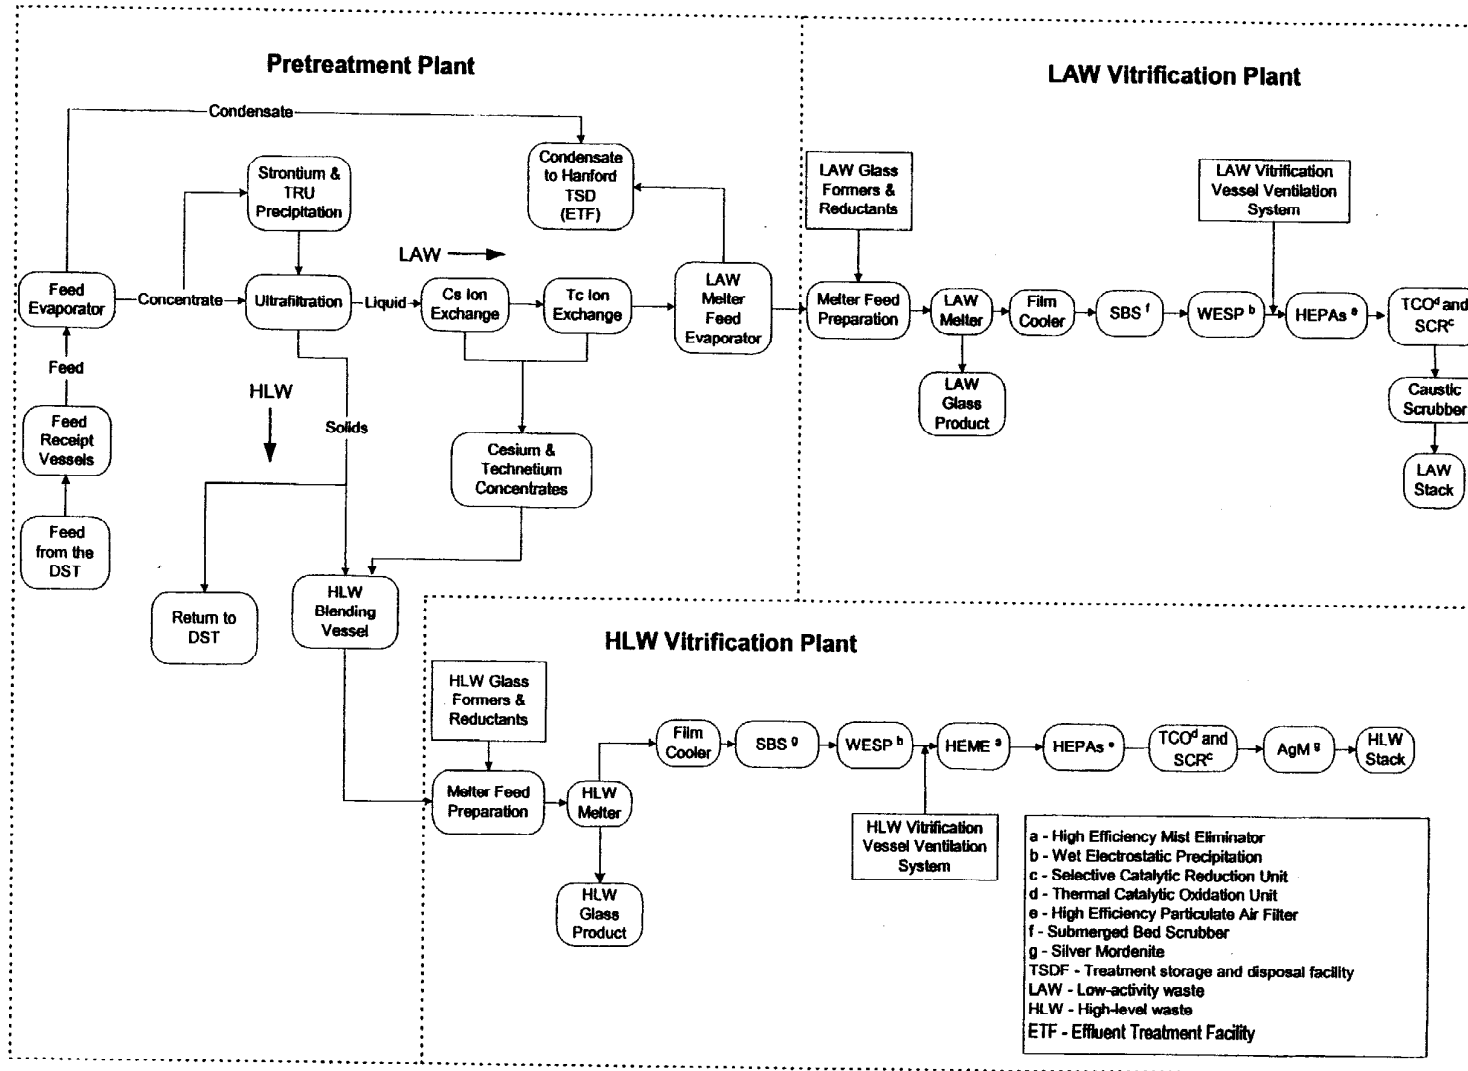 Pretreatment Plant
Condensate
Strontium &
TRU
Precipitation
Condensate
to Hanford
TSD
(ETF)
LAW
Feed
Evaporator
Concentrate
Ultrafiltration
Liquid
Cs Ion
Exchange
Tc Ion
Exchange
LAW
Melter
Feed
Evaporator
Feed
HLW
Feed
Receipt
Vessels
Solids
Cesium &
Technetium
Concentrates
Feed
from the
DST
Return to
DST
HLW
Blending
Vessel
LAW Vitrification Plant
LAW Glass
Formers &
Reductants
LAW Vitrification
Vessel Ventilation
System
Melter Feed
Preparation
LAW
Melter
Film
Cooler
SBS f
WESP b
HEPAs e
TCOd and
SCRc
LAW
Glass
Product
Caustic
Scrubber
LAW
Stack
HLW Vitrification Plant
HLW Glass
Formers &
Reductants
Film
Cooler
SBS g
WESP b
HEME a
HEPAs e
TCOd and
SCRc
AgM g
HLW
Stack
Melter Feed
Preparation
HLW
Melter
HLW Vitrification
Vessel Ventilation
System
HLW
Glass
Product
a - High Efficiency Mist Eliminator
b - Wet Electrostatic Precipitation
c - Selective Catalytic Reduction Unit
d - Thermal Catalytic Oxidation Unit
e - High Efficiency Particulate Air Filter
f - Submerged Bed Scrubber
g - Silver Mordenite
TSDF - Treatment storage and disposal facility
LAW - Low-activity waste
HLW - High-level waste
ETF - Effluent Treatment Facility